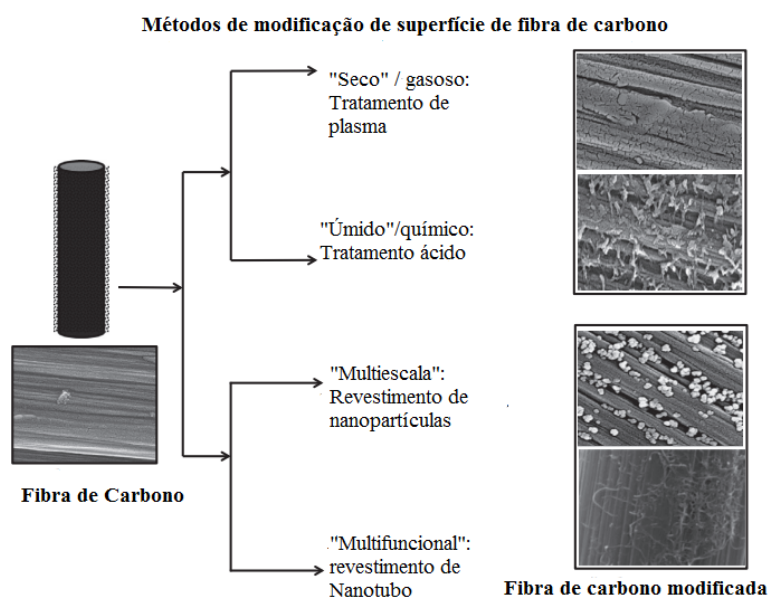 Métodos de modificação de superfície de fibra de carbono
"Seco" / gasoso:
Tratamento de
plasma
"Úmido"/químico:
Tratamento ácido
"Multiescala":
Revestimento de
nanopartículas
Fibra de Carbono
"Multifuncional":
revestimento de
Nanotubo
Fibra de carbono modificada